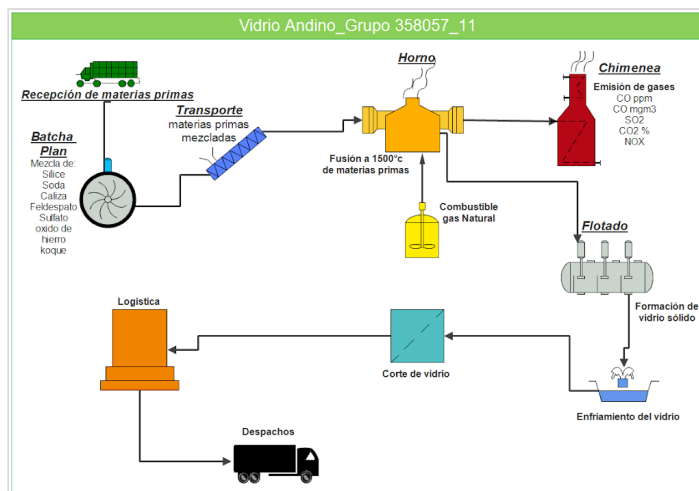 Vidrio Andino_Grupo 358057_11
Recepción de materias primas
Batcha
Plan
Mezcla de:
Sílice
Soda
Caliza
Feldespato
Sulfato
oxido de
hierro
koque
Transporte
materias primas
mezcladas
Horno
Fusión a 1500°c
de materias primas
Combustible
gas Natural
Chimenea
Emisión de gases
CO ppm
CO mgm3
SO2
CO2 %
NOX
Flotado
Formación de
vidrio sólido
Enfriamiento del vidrio
Corte de vidrio
Logistica
Despachos